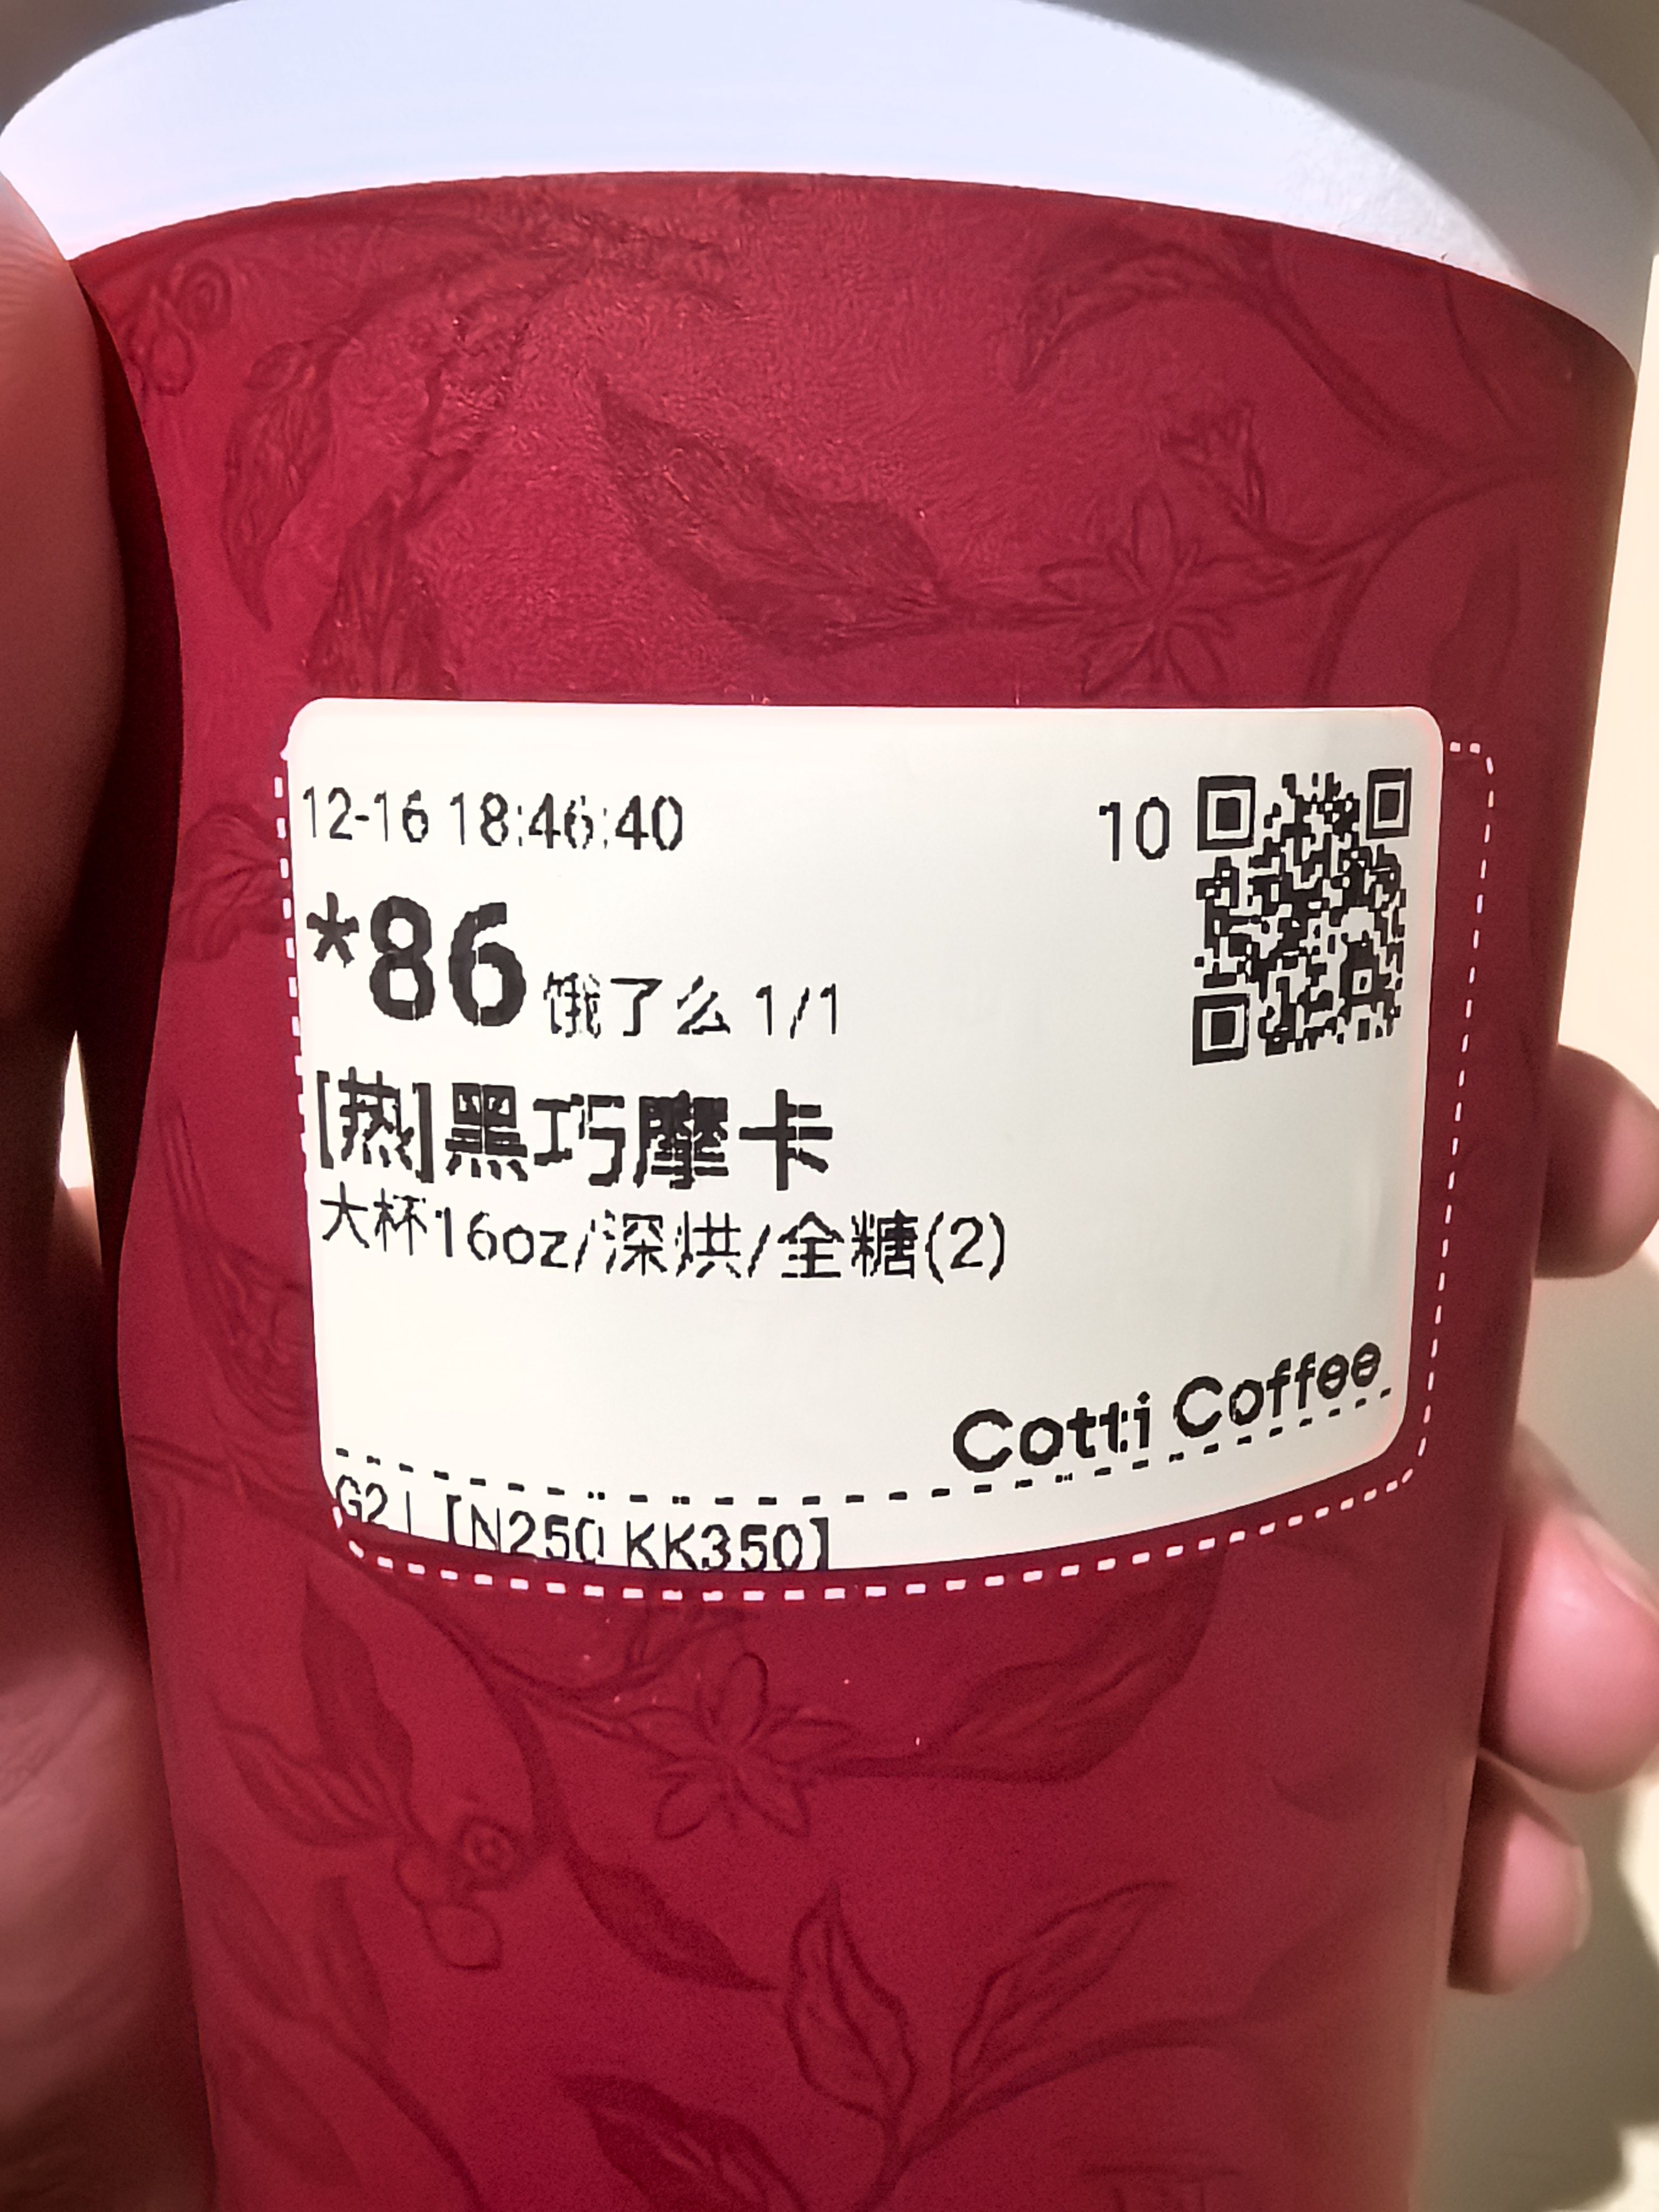 12-16 18:46:40 10
*86 饿了么 1/1
[热]黑巧摩卡
大杯16oz/深烘/全糖(2)
Cotti Coffee
G2 | [N250 KK350]